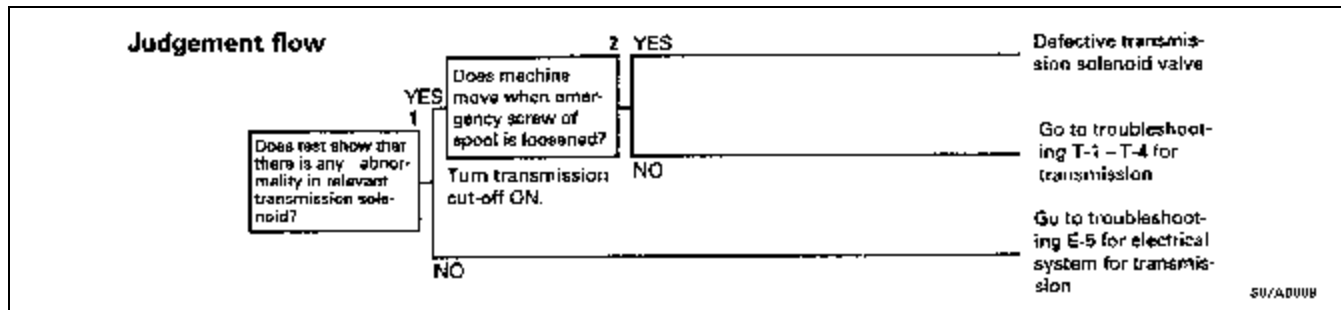 Judgement flow
2 YES
Defective transmis-
sion solenoid valve
Does machine
move when emer-
gency screw of
spool is loosened?
YES
1
Does test show that
there is any abnor-
mality in relevant
transmission sole-
noid?
Turn transmission
cut-off ON.
NO
Go to troubleshoot-
ing T-1 – T-4 for
transmission
NO
Go to troubleshoot-
ing E-5 for electrical
system for transmis-
sion